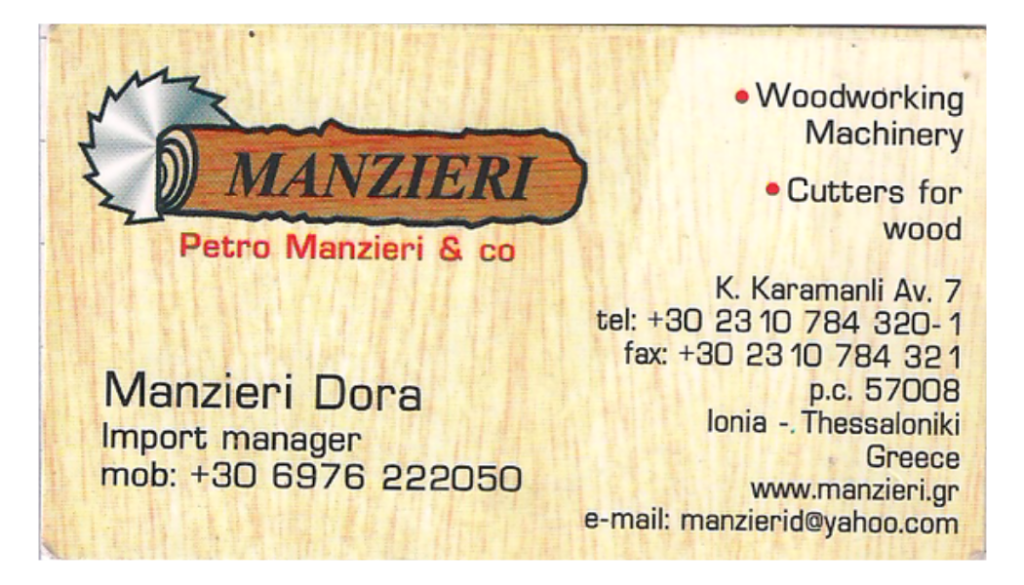 MANZIERI
Petro Manzieri & co
Manzieri Dora
Import manager
mob: +30 6976 222050
• Woodworking
Machinery
• Cutters for
wood
K. Karamanli Av. 7
tel: +30 2310 784 320-1
fax: +30 2310 784 321
p.c. 57008
Ionia - Thessaloniki
Greece
www.manzieri.gr
e-mail: manzierid@yahoo.com